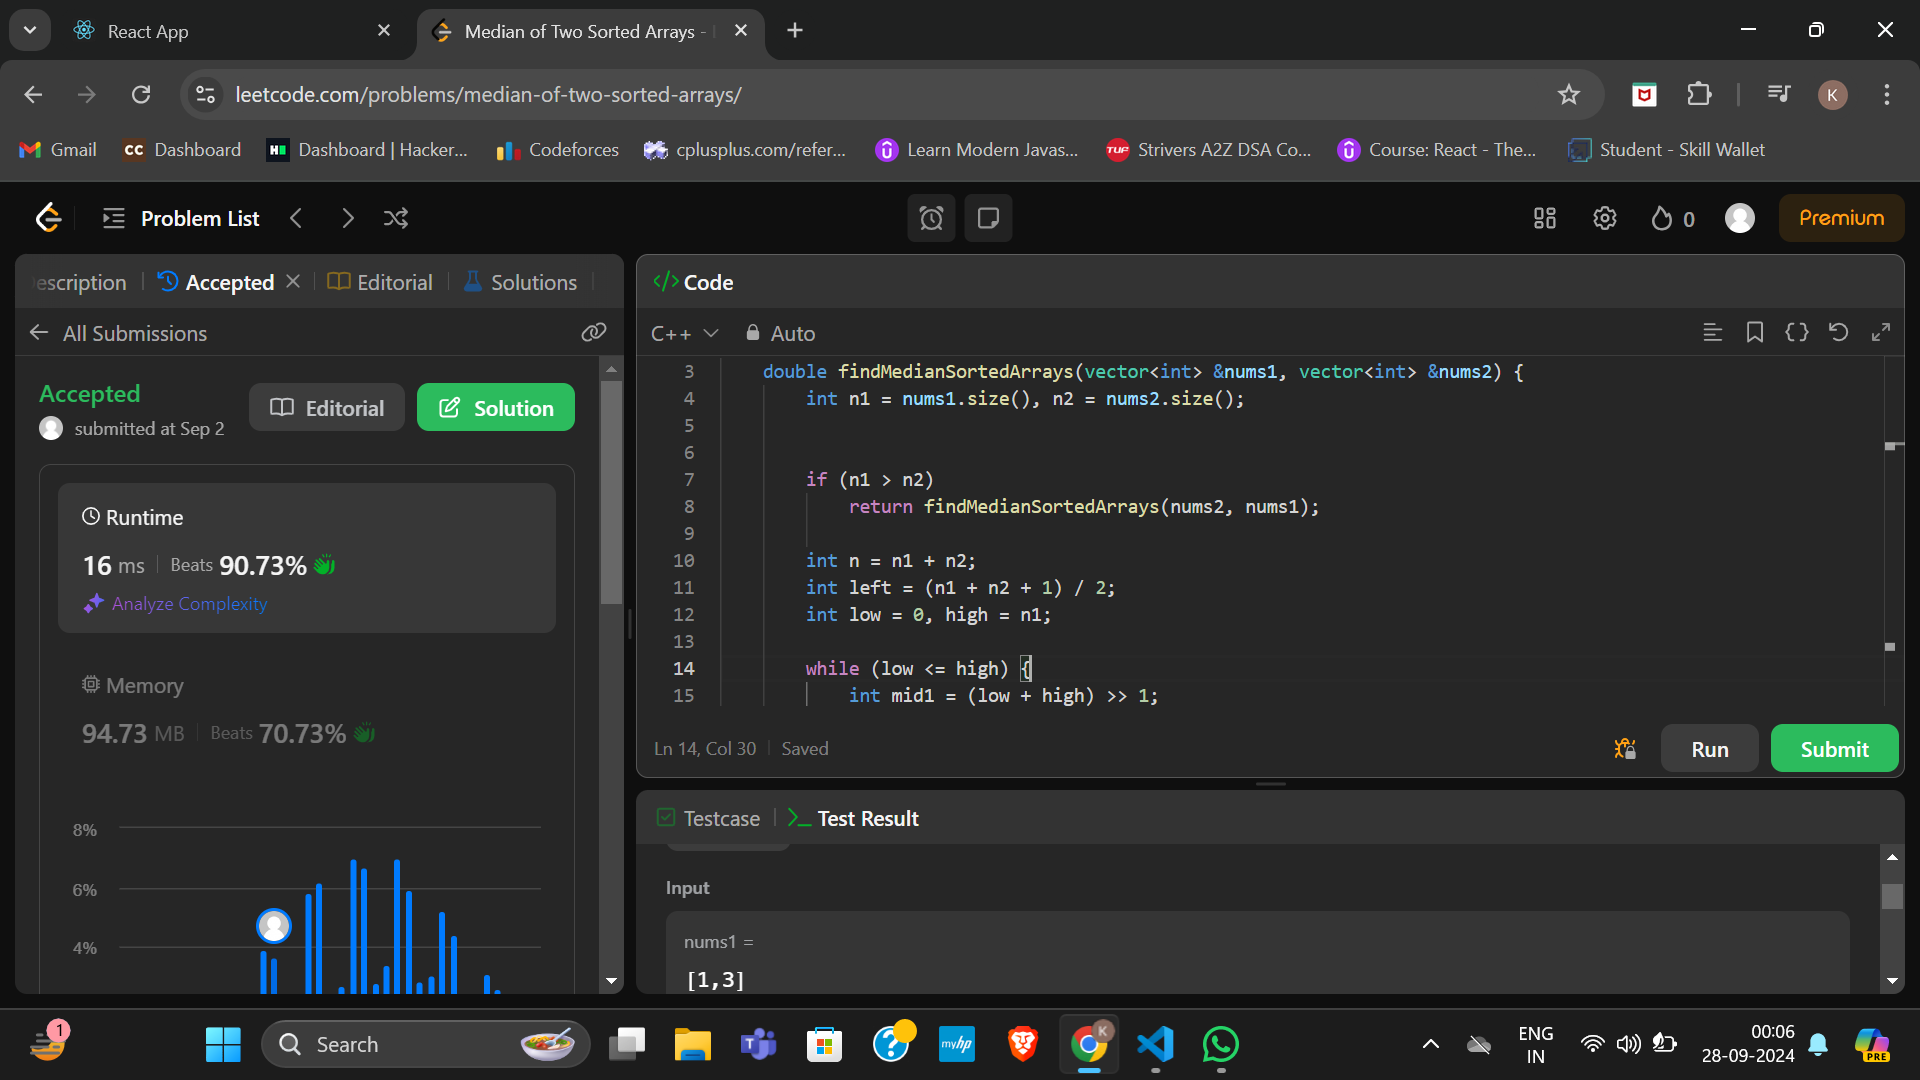 React App
Median of Two Sorted Arrays -
leetcode.com/problems/median-of-two-sorted-arrays/
K
Gmail
CC Dashboard
Dashboard | Hacker...
Codeforces
cplusplus.com/refer...
Learn Modern Javas...
TUF Strivers A2Z DSA Co...
Course: React - The...
Student - Skill Wallet
Problem List
0
Premium
escription
Accepted
Editorial
Solutions
All Submissions
Accepted
submitted at Sep 2
Editorial
Solution
Runtime
16 ms
Beats 90.73%
Analyze Complexity
Memory
94.73 MB
Beats 70.73%
8%
6%
4%
</> Code
C++
Auto
3 double findMedianSortedArrays(vector<int> &nums1, vector<int> &nums2) {
4 int n1 = nums1.size(), n2 = nums2.size();
5
6
7 if (n1 > n2)
8 return findMedianSortedArrays(nums2, nums1);
9
10 int n = n1 + n2;
11 int left = (n1 + n2 + 1) / 2;
12 int low = 0, high = n1;
13
14 while (low <= high) {
15 int mid1 = (low + high) >> 1;
Ln 14, Col 30
Saved
Run
Submit
Testcase
Test Result
Input
nums1 =
[1,3]
1
Search
myhp
K
ENG
IN
00:06
28-09-2024
PRE